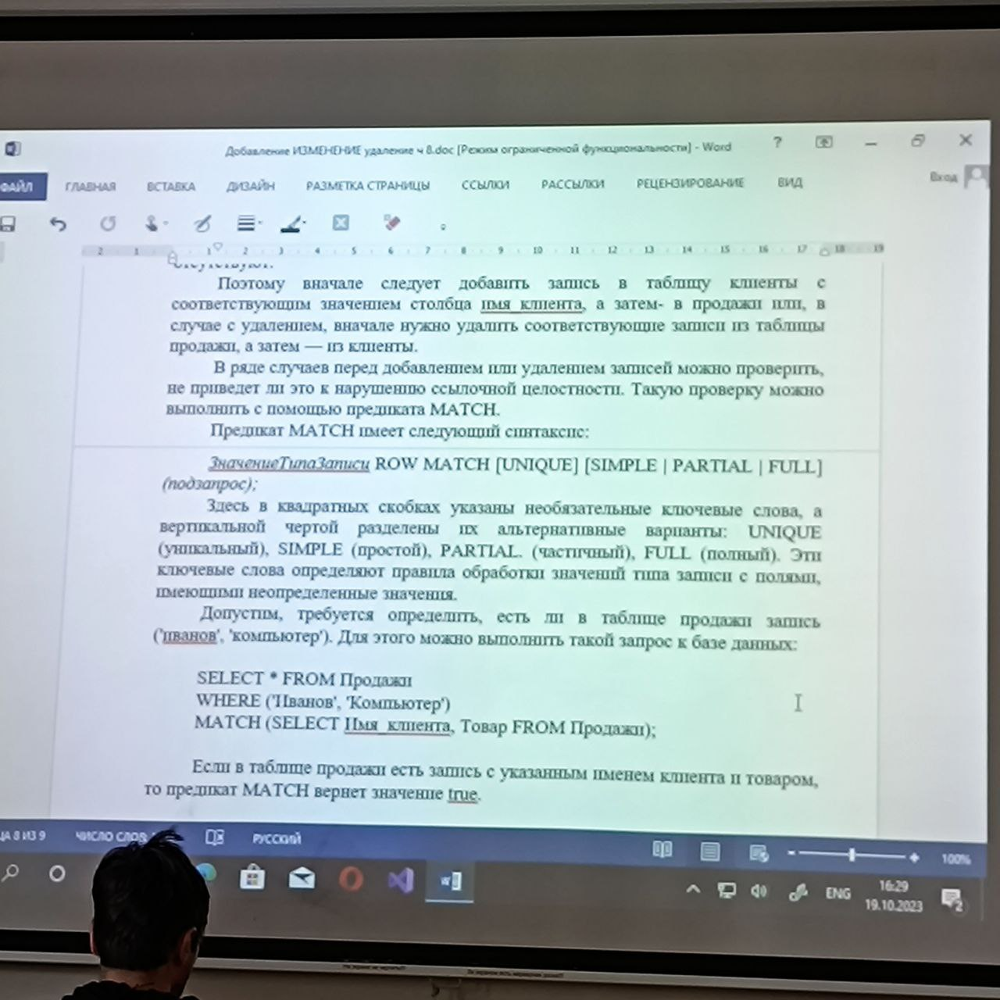 Добавление ИЗМЕНЕНИЕ удаление ч 8.doc [Режим ограниченной функциональности] - Word
ФАЙЛ ГЛАВНАЯ ВСТАВКА ДИЗАЙН РАЗМЕТКА СТРАНИЦЫ ССЫЛКИ РАССЫЛКИ РЕЦЕНЗИРОВАНИЕ ВИД Вход
2 1 1 2 3 4 5 6 7 8 9 10 11 12 13 14 15 16 17 18 19
отсутствуют.
Поэтому вначале следует добавить запись в таблицу клиенты с
соответствующим значением столбца имя_клиента, а затем- в продажи или, в
случае с удалением, вначале нужно удалить соответствующие записи из таблицы
продажи, а затем — из клиенты.
В ряде случаев перед добавлением или удалением записей можно проверить,
не приведет ли это к нарушению ссылочной целостности. Такую проверку можно
выполнить с помощью предиката MATCH.
Предикат MATCH имеет следующий синтаксис:
ЗначениеТипаЗаписи ROW MATCH [UNIQUE] [SIMPLE | PARTIAL | FULL]
(подзапрос);
Здесь в квадратных скобках указаны необязательные ключевые слова, а
вертикальной чертой разделены их альтернативные варианты: UNIQUE
(уникальный), SIMPLE (простой), PARTIAL. (частичный), FULL (полный). Эти
ключевые слова определяют правила обработки значений типа записи с полями,
имеющими неопределенные значения.
Допустим, требуется определить, есть ли в таблице продажи запись
('иванов', 'компьютер'). Для этого можно выполнить такой запрос к базе данных:
SELECT * FROM Продажи
WHERE ('Иванов', 'Компьютер')
MATCH (SELECT Имя_клиента, Товар FROM Продажи);
Если в таблице продажи есть запись с указанным именем клиента и товаром,
то предикат MATCH вернет значение true.
ЦА 8 ИЗ 9 ЧИСЛО СЛОВ РУССКИЙ 100%
ENG 16:29
19.10.2023 2